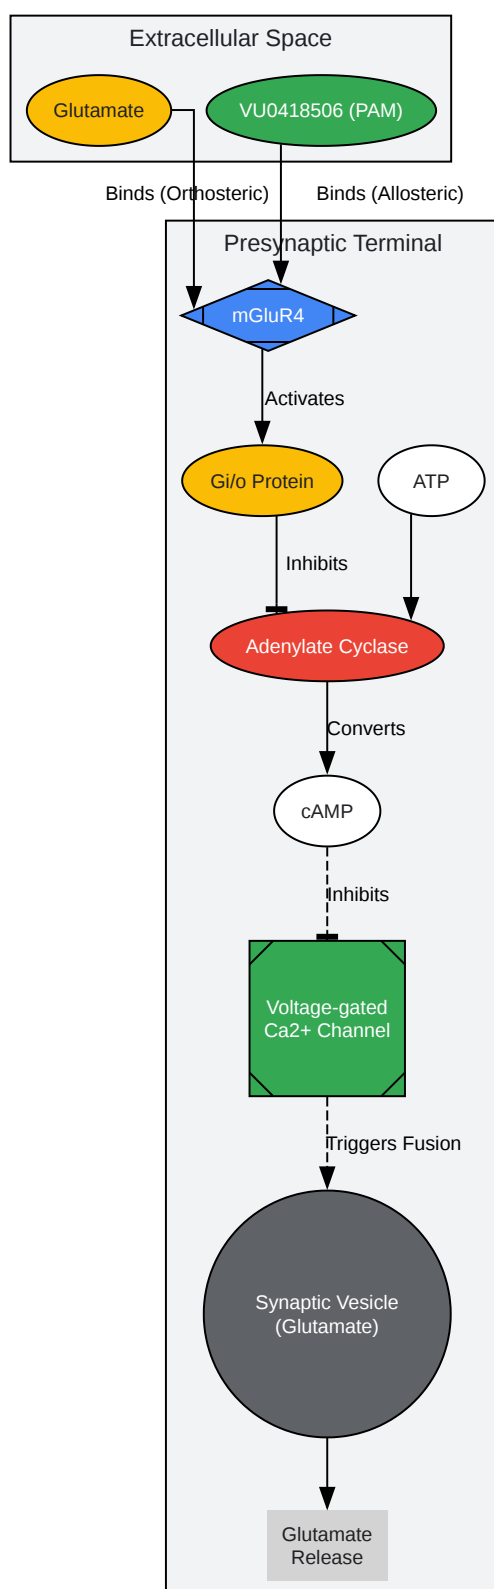 Extracellular Space
Glutamate
VU0418506 (PAM)
Binds (Orthosteric)
Binds (Allosteric)
Presynaptic Terminal
mGluR4
Activates
Gi/o Protein
ATP
Inhibits
Adenylate Cyclase
Converts
cAMP
Inhibits
Voltage-gated
Ca2+ Channel
Triggers Fusion
Synaptic Vesicle
(Glutamate)
Glutamate
Release